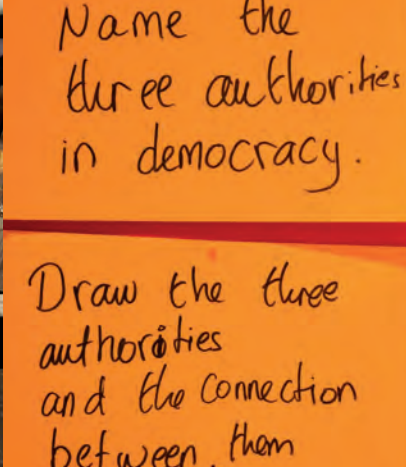 Name the
three authorities
in democracy.
Draw the three
authorities
and the connection
between them